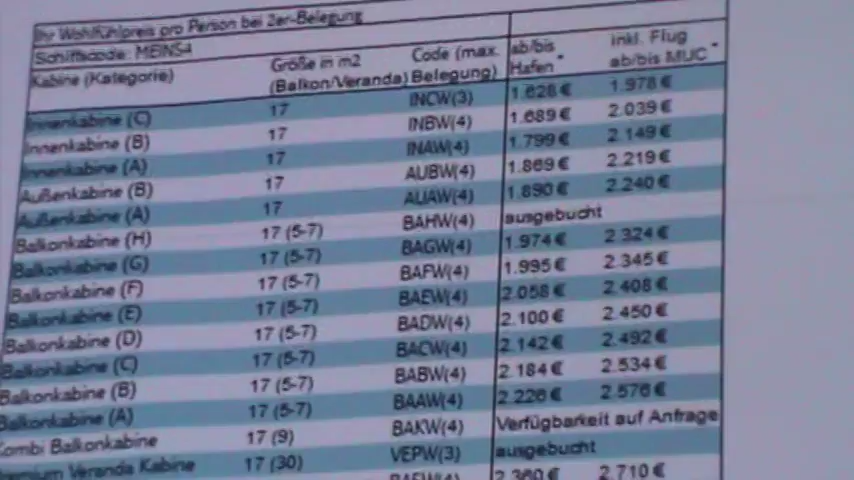 Ihr Wohlfühlpreis pro Person bei 2er-Belegung
Schiffscode: MEINS4
Kabine (Kategorie) Größe in m2 (Balkon/Veranda) Code (max. Belegung) ab/bis Hafen * inkl. Flug ab/bis MUC *
Innenkabine (C) 17 INCW(3) 1.628 € 1.978 €
Innenkabine (B) 17 INBW(4) 1.689 € 2.039 €
Innenkabine (A) 17 INAW(4) 1.799 € 2.149 €
Außenkabine (B) 17 AUBW(4) 1.869 € 2.219 €
Außenkabine (A) 17 AUAW(4) 1.890 € 2.240 €
Balkonkabine (H) 17 (5-7) BAHW(4) ausgebucht
Balkonkabine (G) 17 (5-7) BAGW(4) 1.974 € 2.324 €
Balkonkabine (F) 17 (5-7) BAFW(4) 1.995 € 2.345 €
Balkonkabine (E) 17 (5-7) BAEW(4) 2.058 € 2.408 €
Balkonkabine (D) 17 (5-7) BADW(4) 2.100 € 2.450 €
Balkonkabine (C) 17 (5-7) BACW(4) 2.142 € 2.492 €
Balkonkabine (B) 17 (5-7) BABW(4) 2.184 € 2.534 €
Balkonkabine (A) 17 (5-7) BAAW(4) 2.226 € 2.576 €
Kombi Balkonkabine 17 (9) BAKW(4) Verfügbarkeit auf Anfrage
Premium Veranda Kabine 17 (30) VEPW(3) ausgebucht
2.360 € 2.710 €